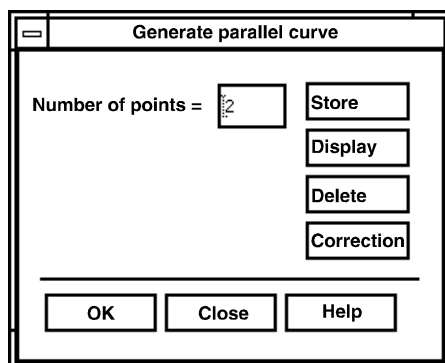 Generate parallel curve
Number of points = 2
Store
Display
Delete
Correction
OK Close Help